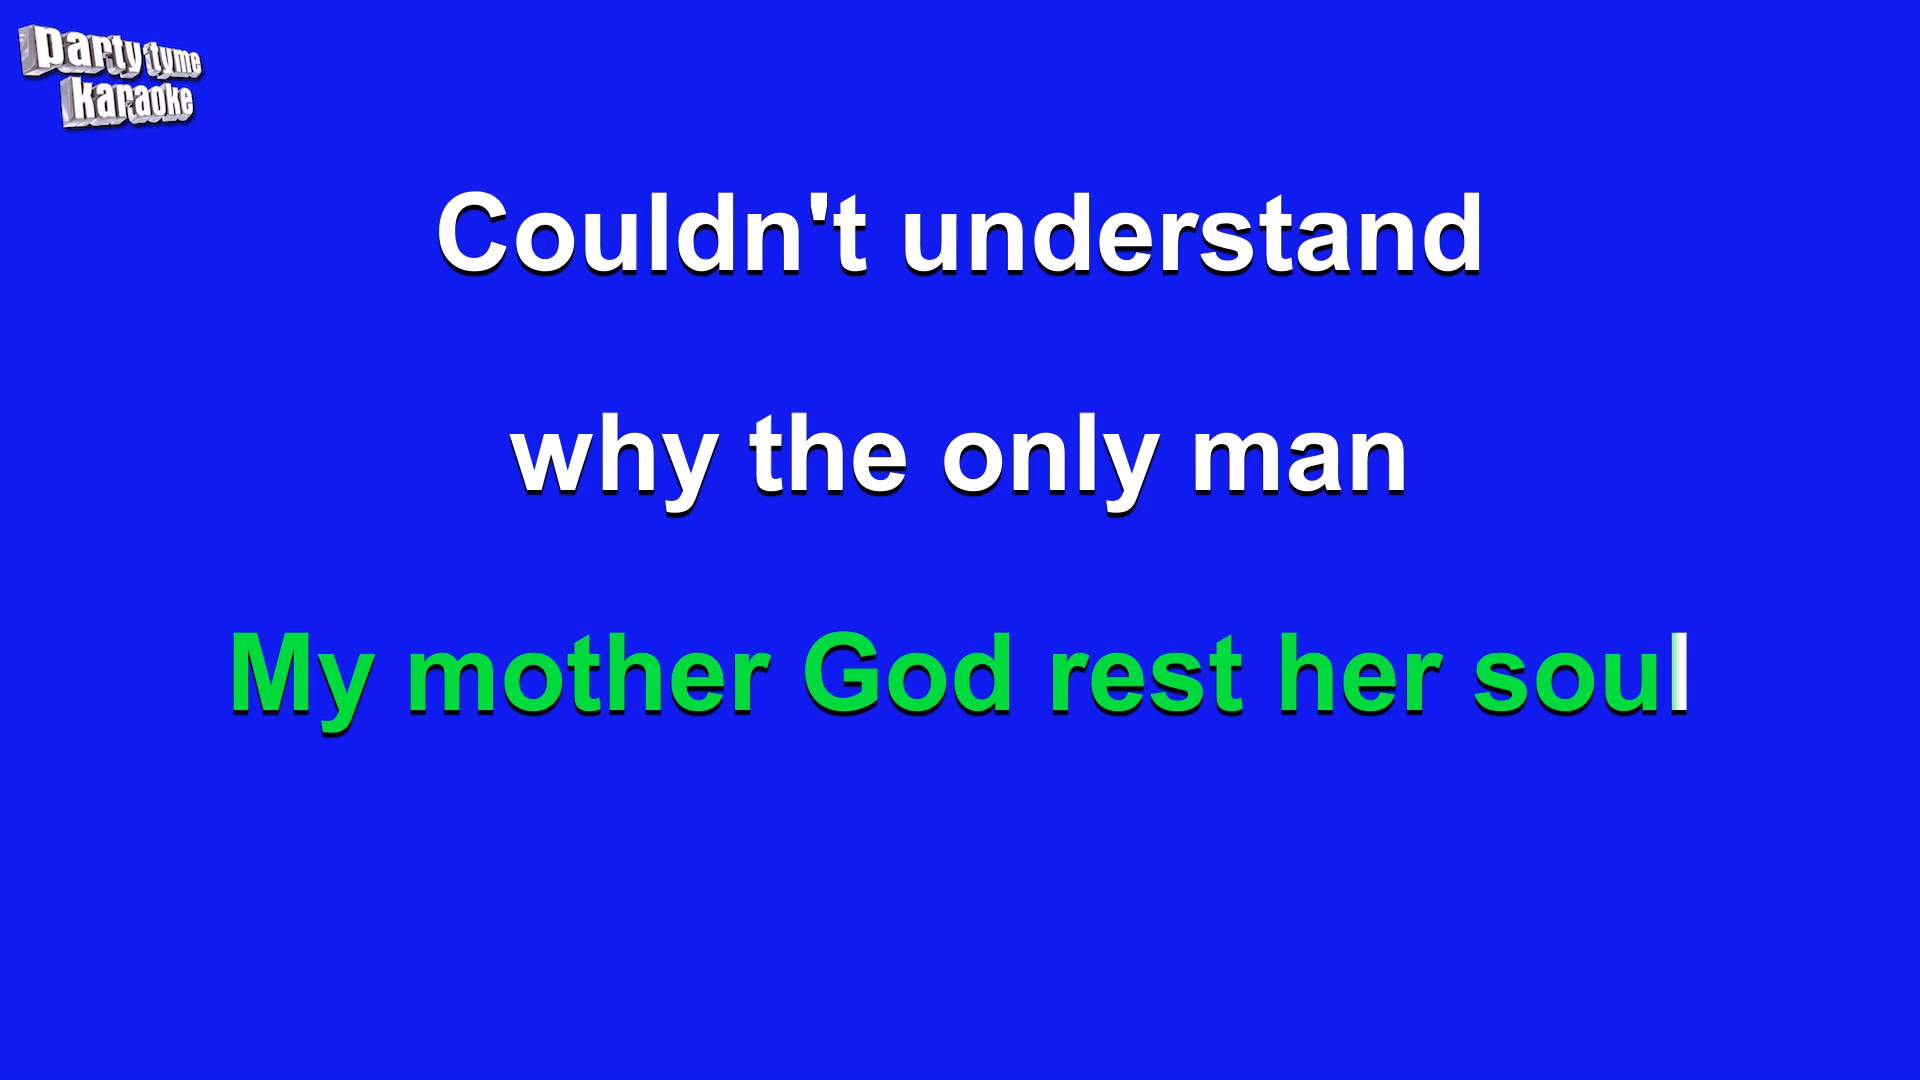 party tyme
karaoke
Couldn't understand
why the only man
My mother God rest her soul